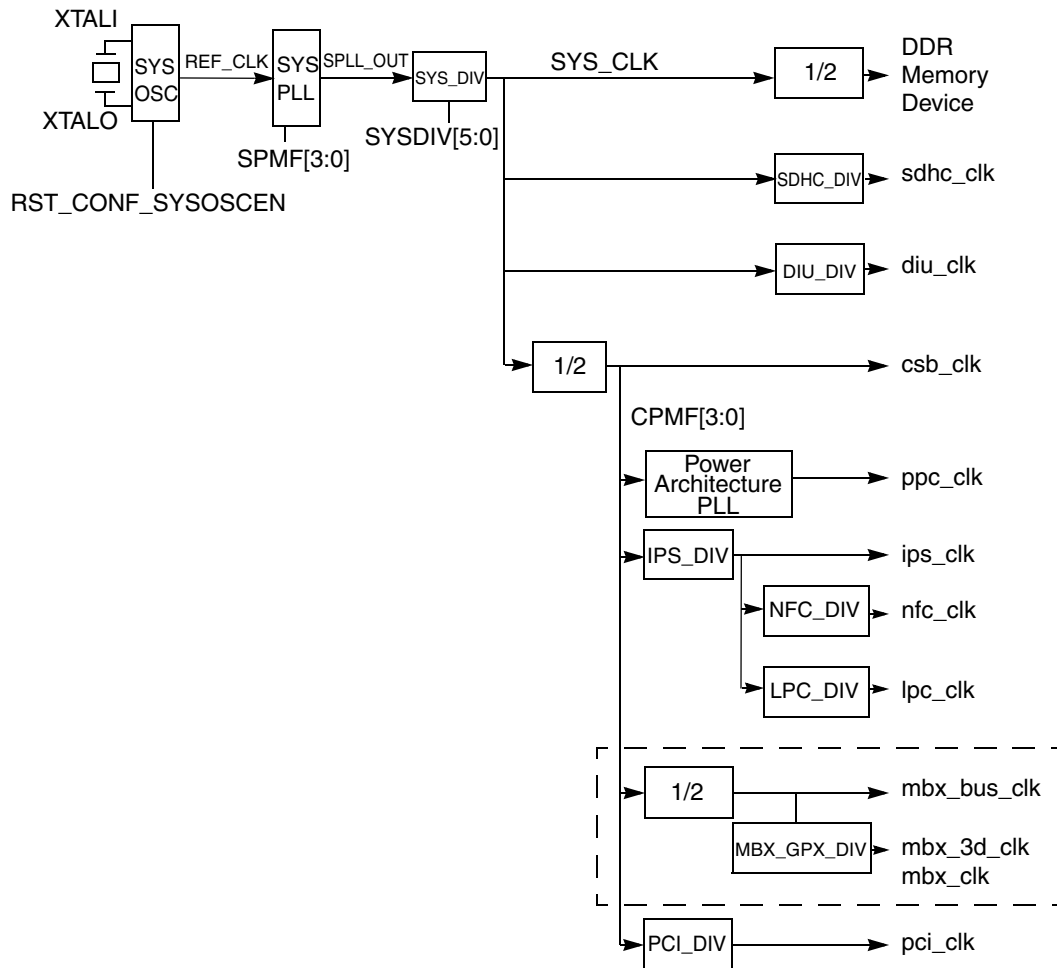 XTALI
SYS
OSC
XTALO
REF_CLK
SYS
PLL
SPLL_OUT
SYS_DIV
SYS_CLK
1/2
DDR
Memory
Device
SPMF[3:0]
SYSDIV[5:0]
RST_CONF_SYSOSCEN
SDHC_DIV
sdhc_clk
DIU_DIV
diu_clk
1/2
csb_clk
CPMF[3:0]
Power
Architecture
PLL
ppc_clk
IPS_DIV
ips_clk
NFC_DIV
nfc_clk
LPC_DIV
lpc_clk
1/2
mbx_bus_clk
MBX_GPX_DIV
mbx_3d_clk
mbx_clk
PCI_DIV
pci_clk